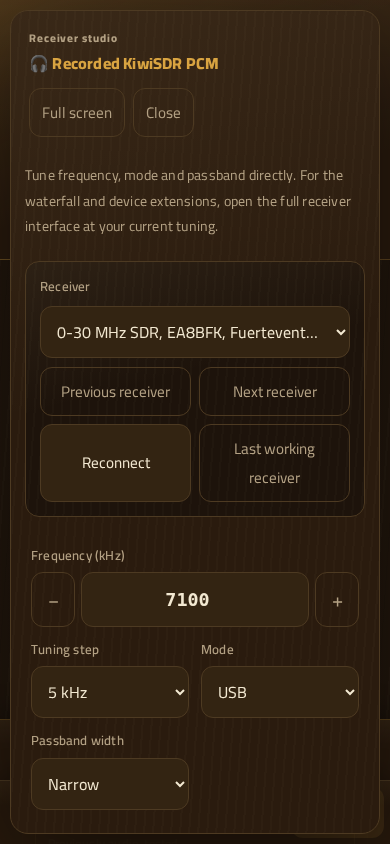 Receiver studio
🎧 Recorded KiwiSDR PCM
Full screen
Close
Tune frequency, mode and passband directly. For the
waterfall and device extensions, open the full receiver
interface at your current tuning.
Receiver
0-30 MHz SDR, EA8BFK, Fuertevent...
Previous receiver
Next receiver
Reconnect
Last working
receiver
Frequency (kHz)
− 7100 +
Tuning step
Mode
5 kHz
USB
Passband width
Narrow